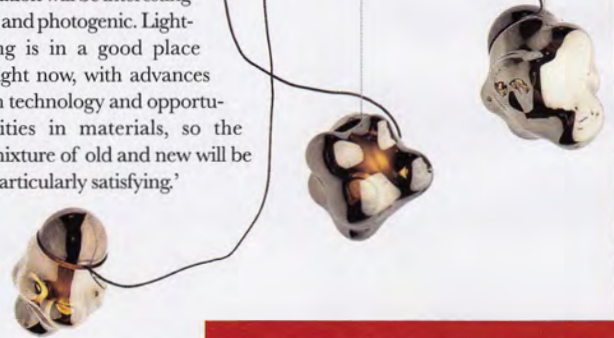 and photogenic. Light-
ng is in a good place
ght now, with advances
technology and opportu-
ities in materials, so the
ixture of old and new will be
articularly satisfying.’